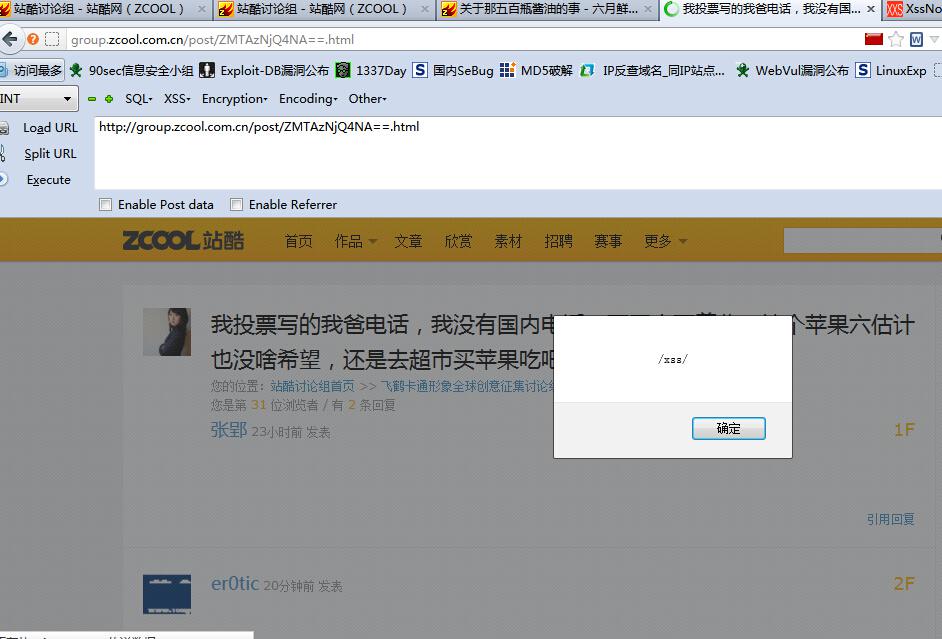 站酷讨论组 - 站酷网（ZCOOL） × 站酷讨论组 - 站酷网（ZCOOL） × 关于那五百瓶酱油的事 - 六月鲜... × 我投票写的我爸电话，我没有国... × XssNo
group.zcool.com.cn/post/ZMTAzNjQ4NA==.html
访问最多 90sec信息安全小组 Exploit-DB漏洞公布 1337Day 国内SeBug MD5破解 IP反查域名_同IP站点... WebVul漏洞公布 LinuxExp
INT SQL XSS Encryption Encoding Other
Load URL
http://group.zcool.com.cn/post/ZMTAzNjQ4NA==.html
Split URL
Execute
Enable Post data Enable Referrer
ZCOOL站酷 首页 作品 文章 欣赏 素材 招聘 赛事 更多
我投票写的我爸电话，我没有国内电 个苹果六估计
也没啥希望，还是去超市买苹果吃吧
您的位置：站酷讨论组首页 >> 飞鹤卡通形象全球创意征集讨论组
您是第 31 位浏览者 / 有 2 条回复
张郢 23小时前 发表 1F
/xss/
确定
引用回复
er0tic 20分钟前 发表 2F